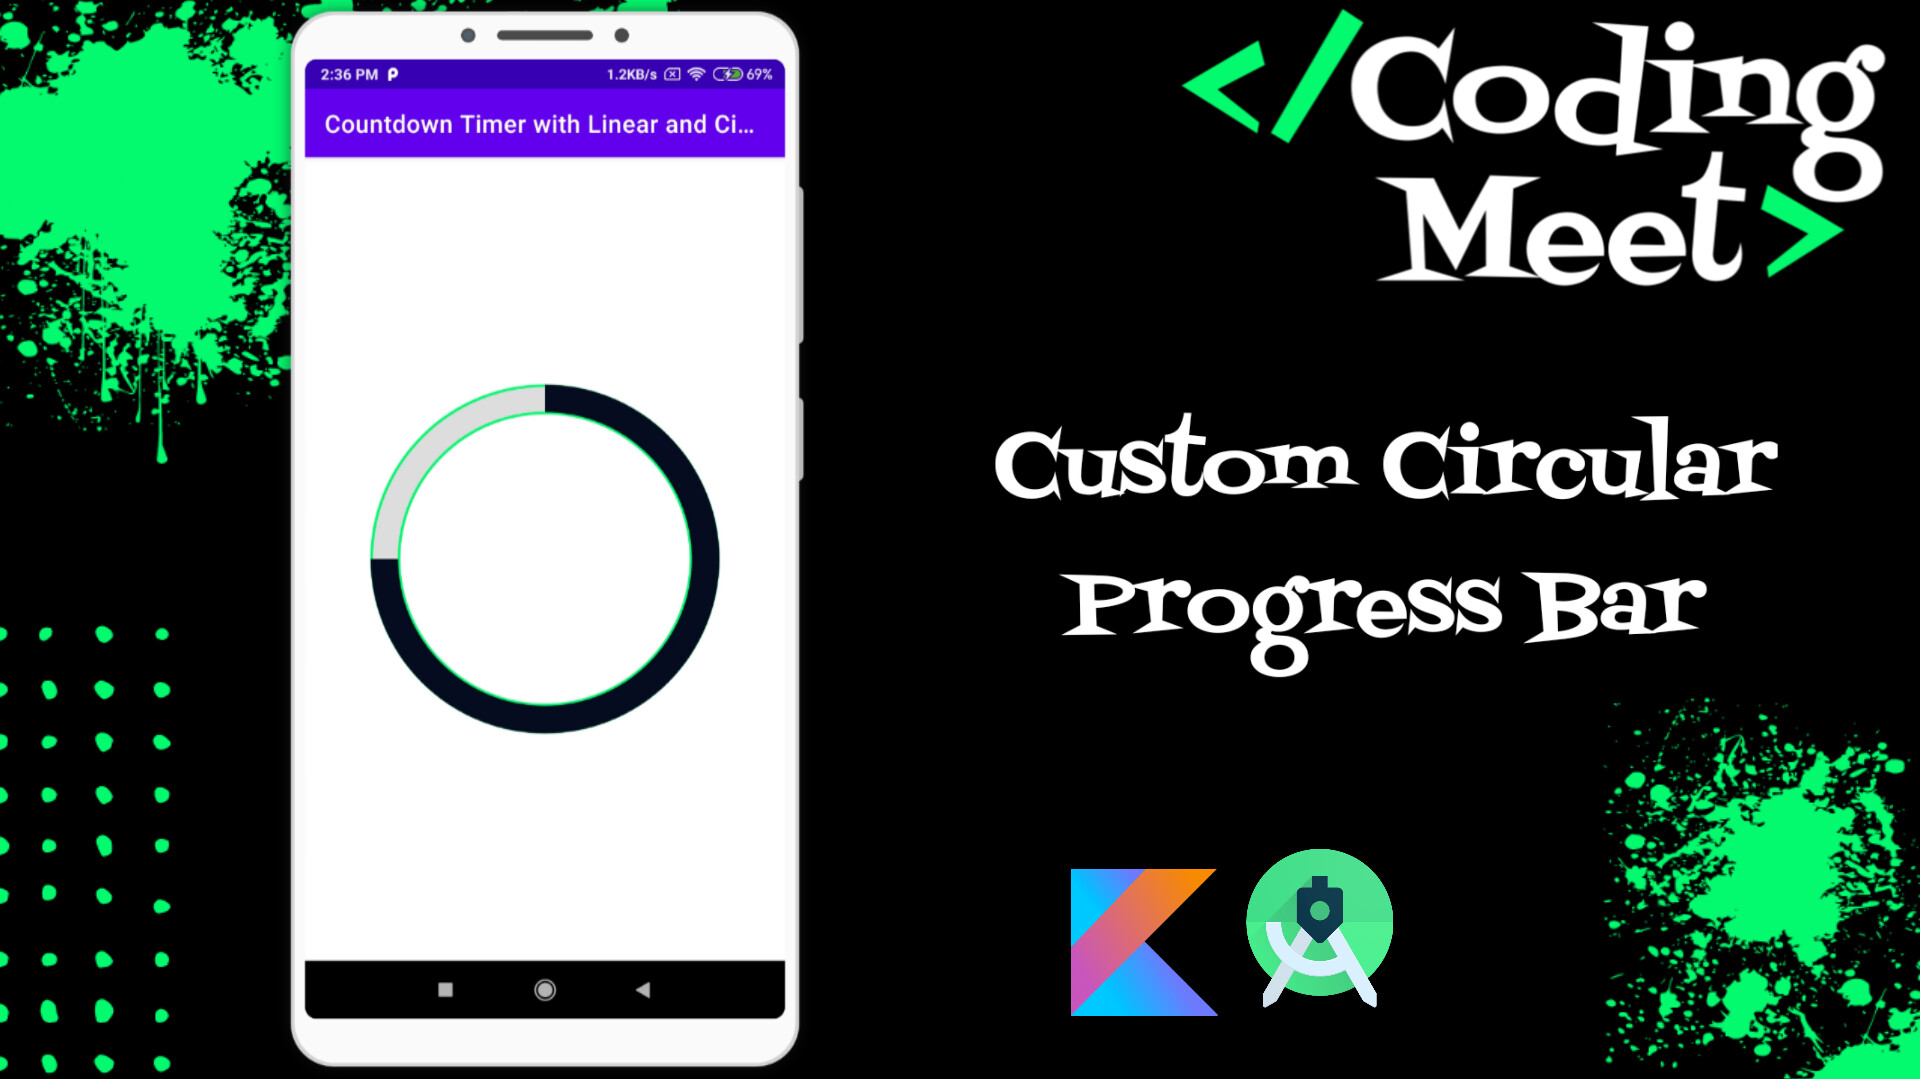 2:36 PM
1.2KB/s 69%
Countdown Timer with Linear and Ci...
</Coding
Meet>
Custom Circular
Progress Bar